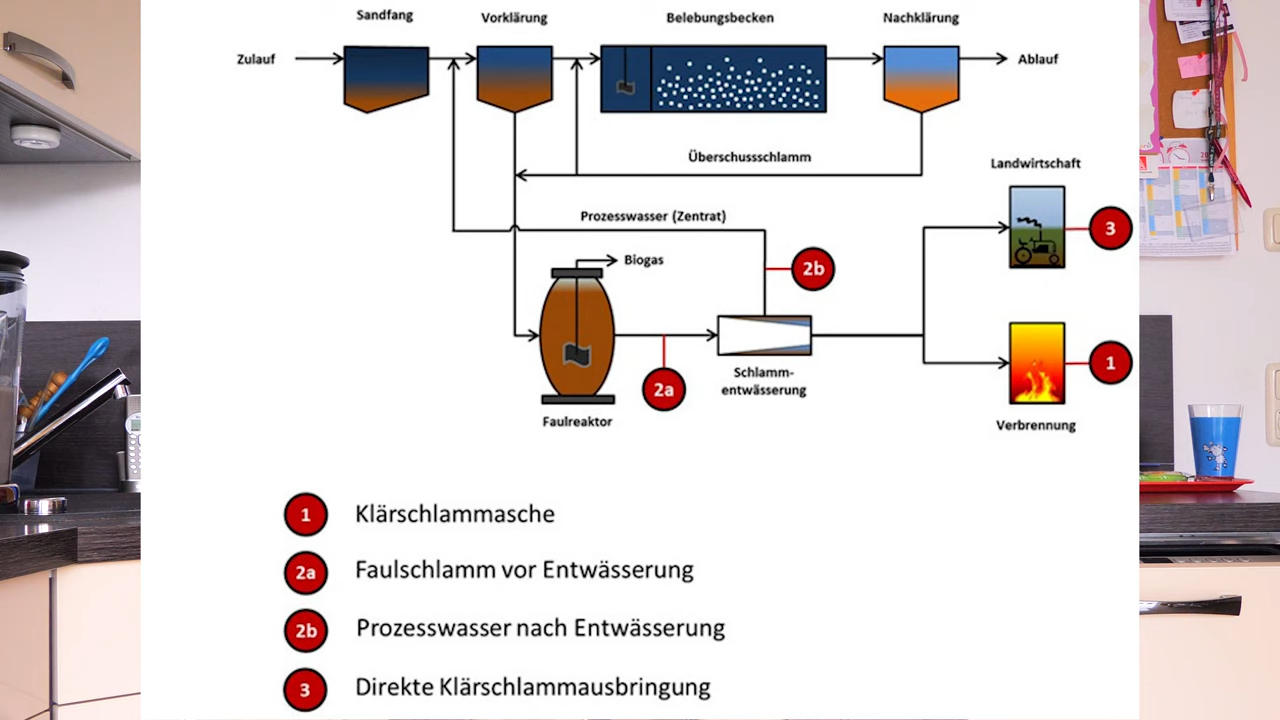 Sandfang
Vorklärung
Belebungsbecken
Nachklärung
Zulauf
Ablauf
Überschussschlamm
Landwirtschaft
Prozesswasser (Zentrat)
3
Biogas
2b
1
2a
Schlamm-
entwässerung
Faulreaktor
Verbrennung
1 Klärschlammasche
2a Faulschlamm vor Entwässerung
2b Prozesswasser nach Entwässerung
3 Direkte Klärschlammausbringung